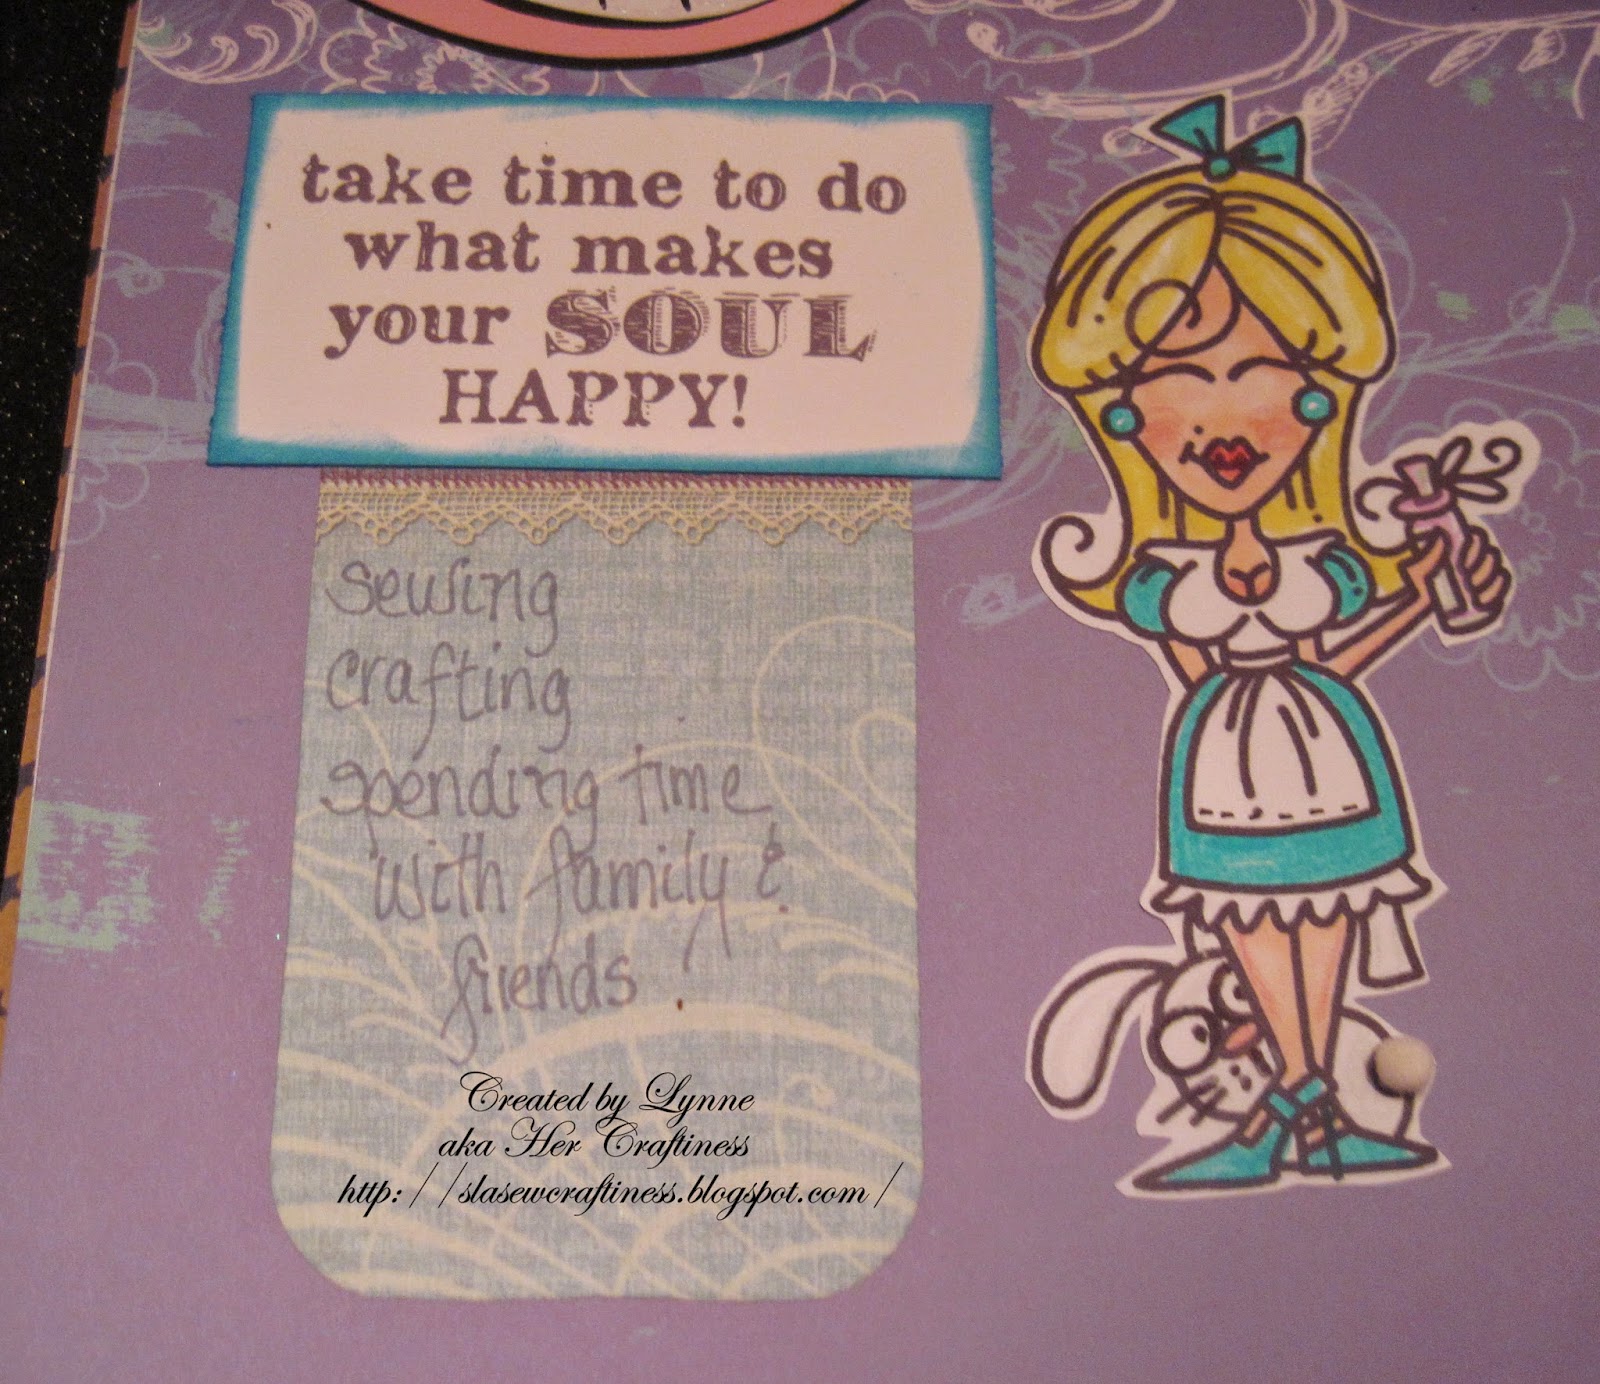 take time to do
what makes
your SOUL
HAPPY!
sewing
crafting
spending time
with family &
friends.
Created by Lynne
aka Her Craftiness
http://slasewcraftiness.blogspot.com/